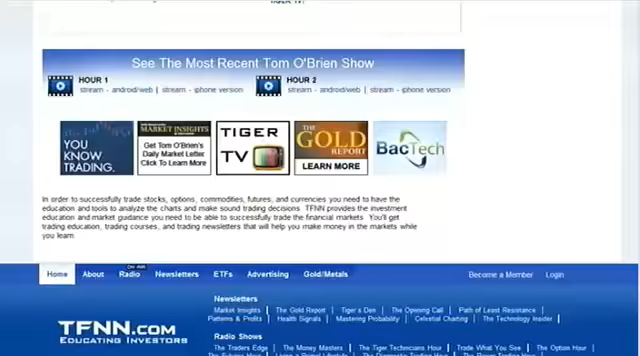 TIGER TV!
See The Most Recent Tom O'Brien Show
HOUR 1
stream - android/web | stream - iphone version
HOUR 2
stream - android/web | stream - iphone version
YOU KNOW TRADING.
MARKET INSIGHTS
Get Tom O'Brien's
Daily Market Letter
Click To Learn More
TIGER
TV
THE
GOLD
REPORT
LEARN MORE
BacTech
In order to successfully trade stocks, options, commodities, futures, and currencies you need to have the
education and tools to analyze the charts and make sound trading decisions. TFNN provides the investment
education and market guidance you need to be able to successfully trade the financial markets. You'll get
trading education, trading courses, and trading newsletters that will help you make money in the markets while
you learn.
ON AIR
Home About Radio Newsletters ETFs Advertising Gold/Metals Become a Member Login
Newsletters
Market Insights | The Gold Report | Tiger's Den | The Opening Call | Path of Least Resistance |
Patterns & Profits | Health Signals | Mastering Probability | Celestial Charting | The Technology Insider |
TFNN.COM
EDUCATING INVESTORS
Radio Shows
The Traders Edge | The Money Masters | The Tiger Technicians Hour | Trade What You See | The Option Hour |